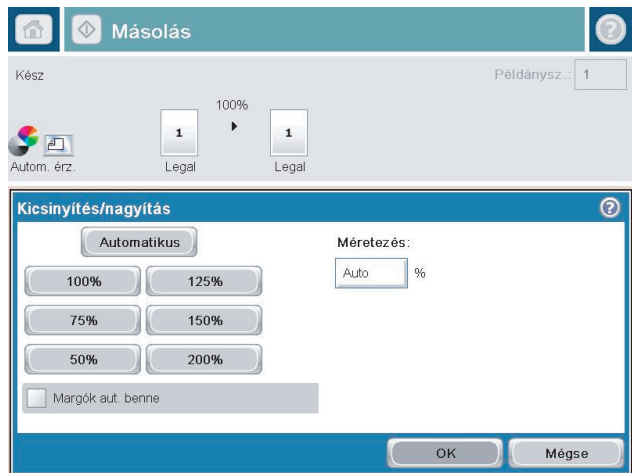 Másolás
Kész
Példánysz.: 1
100%
1 1
Autom. érz. Legal Legal
Kicsinyítés/nagyítás
Automatikus Méretezés:
100% 125% Auto %
75% 150%
50% 200%
Margók aut. benne
OK Mégse